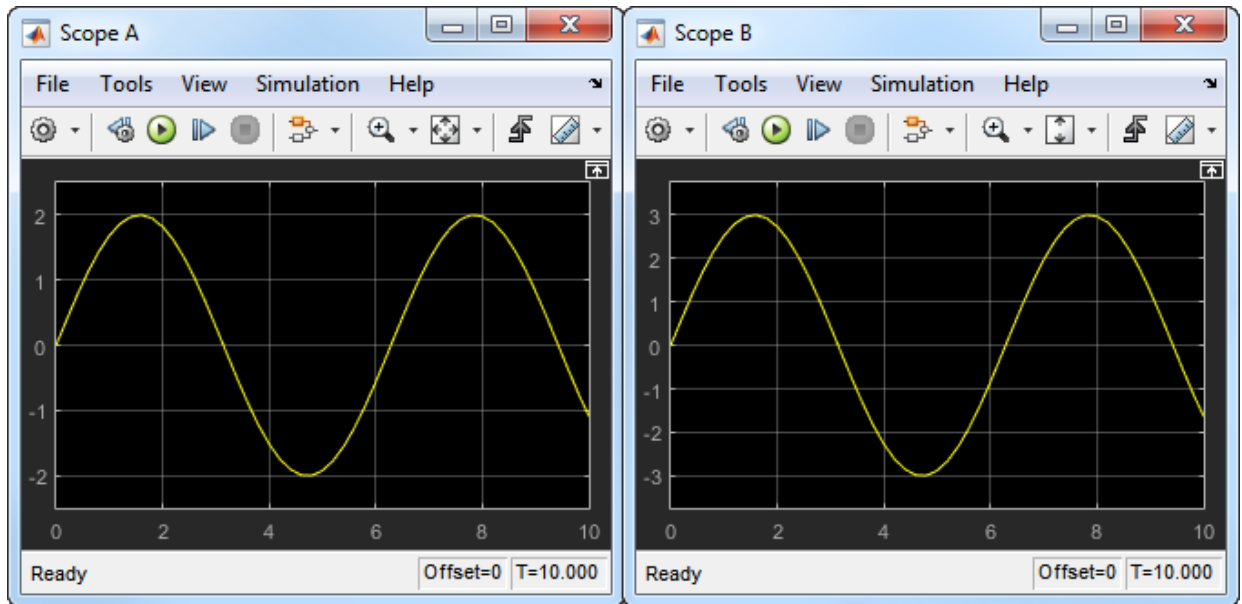 Scope A
File Tools View Simulation Help
2
1
0
-1
-2
0 2 4 6 8 10
Ready Offset=0 T=10.000
Scope B
File Tools View Simulation Help
3
2
1
0
-1
-2
-3
0 2 4 6 8 10
Ready Offset=0 T=10.000